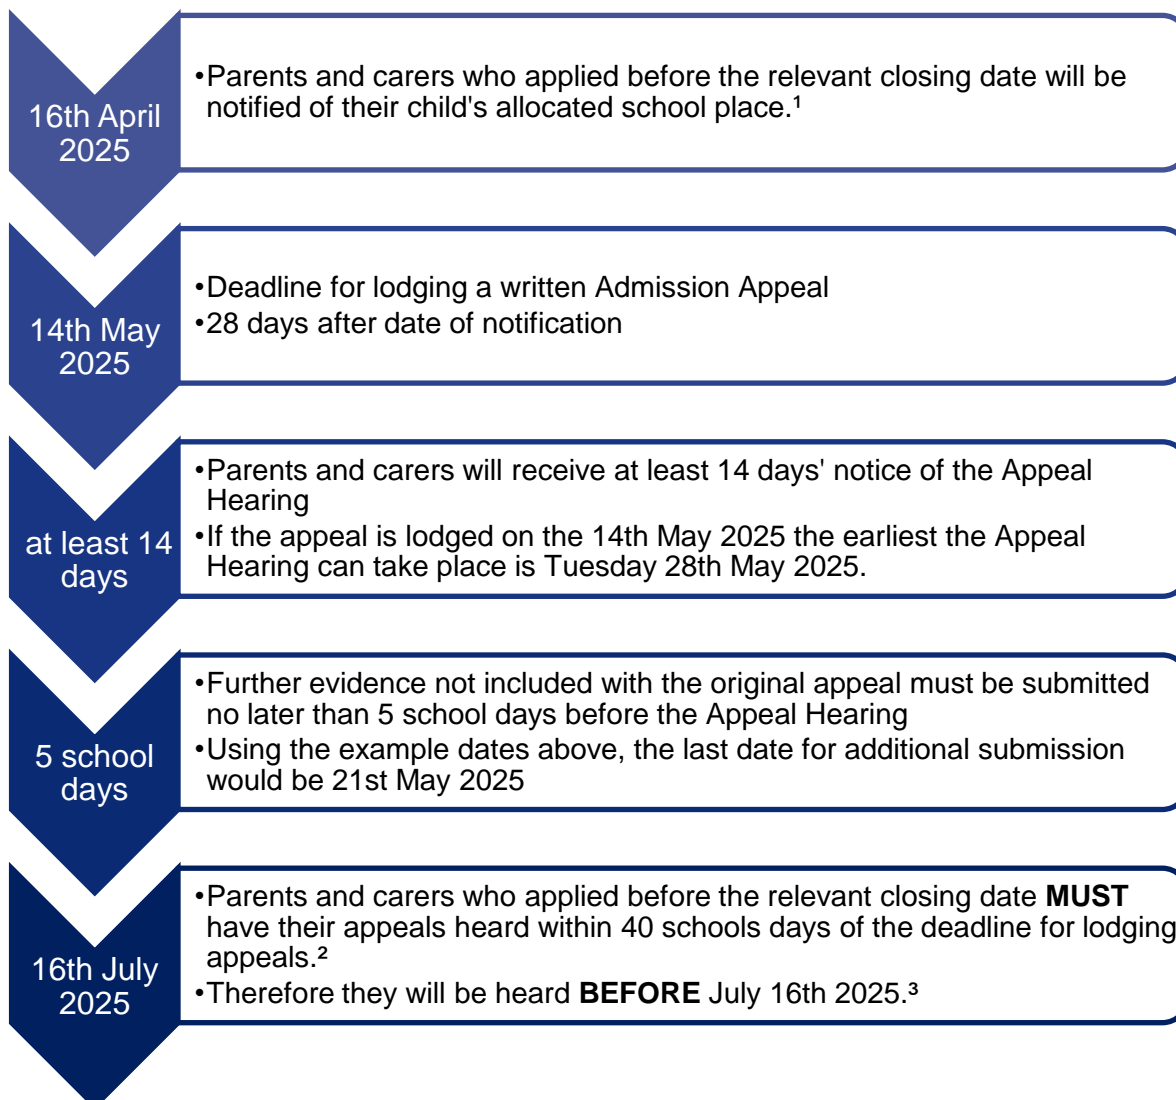 16th April
2025
•Parents and carers who applied before the relevant closing date will be
notified of their child's allocated school place.¹
14th May
2025
•Deadline for lodging a written Admission Appeal
•28 days after date of notification
at least 14
days
•Parents and carers will receive at least 14 days' notice of the Appeal
Hearing
•If the appeal is lodged on the 14th May 2025 the earliest the Appeal
Hearing can take place is Tuesday 28th May 2025.
5 school
days
•Further evidence not included with the original appeal must be submitted
no later than 5 school days before the Appeal Hearing
•Using the example dates above, the last date for additional submission
would be 21st May 2025
16th July
2025
•Parents and carers who applied before the relevant closing date MUST
have their appeals heard within 40 schools days of the deadline for lodging
appeals.²
•Therefore they will be heard BEFORE July 16th 2025.³